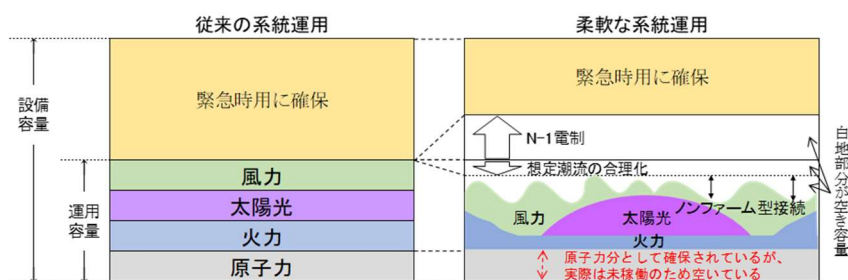 従来の系統運用
柔軟な系統運用
緊急時用に確保
緊急時用に確保
設備
容量
N-1電制
想定潮流の合理化
白地部分が空き容量
運用
容量
風力
太陽光
火力
原子力
風力
太陽光
ノンファーム型接続
火力
原子力分として確保されているが、
実際は未稼働のため空いている